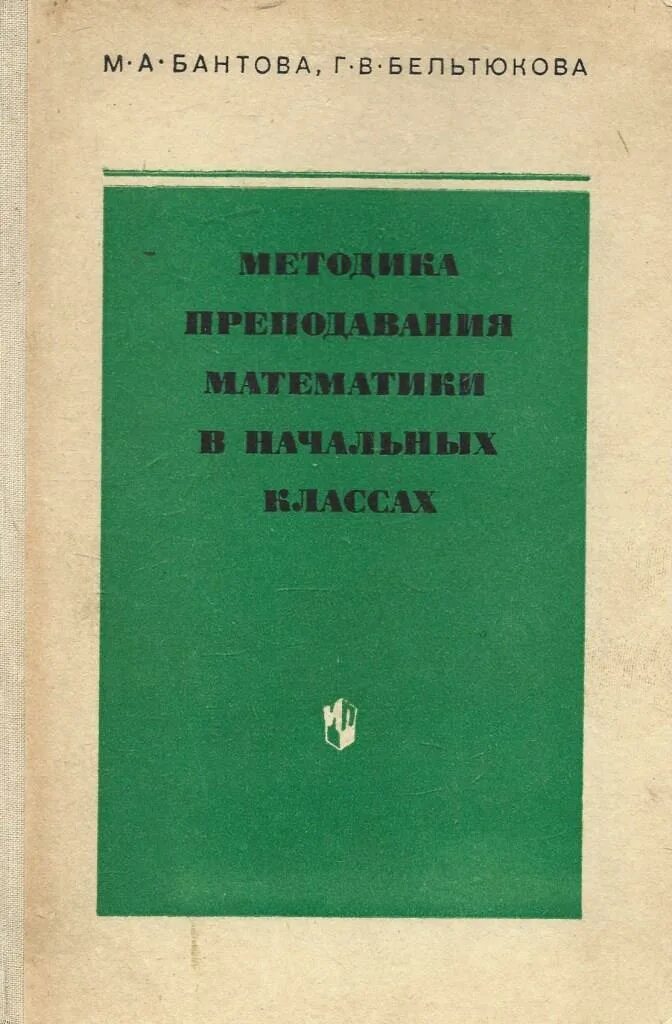 М·А·БАНТОВА, Г·В·БЕЛЬТЮКОВА
МЕТОДИКА
ПРЕПОДАВАНИЯ
МАТЕМАТИКИ
В НАЧАЛЬНЫХ
КЛАССАХ